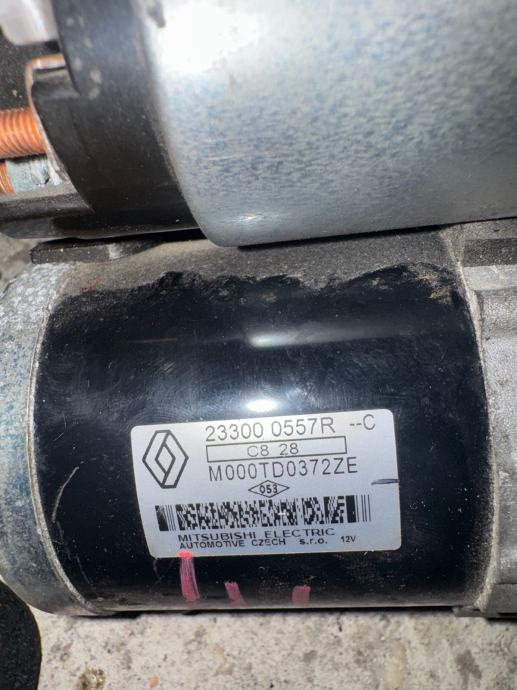 23300 0557R --C
C8 28
M000TD0372ZE
053
MITSUBISHI ELECTRIC
AUTOMOTIVE CZECH s.r.o. 12V